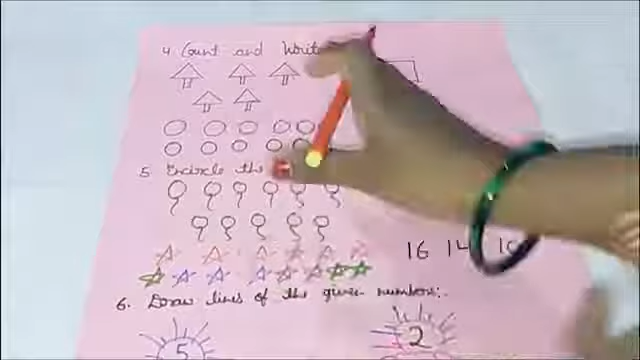 4 Count and Write
5. Encircle the
16 14 10
6. Draw lines of the given numbers:-
5 2